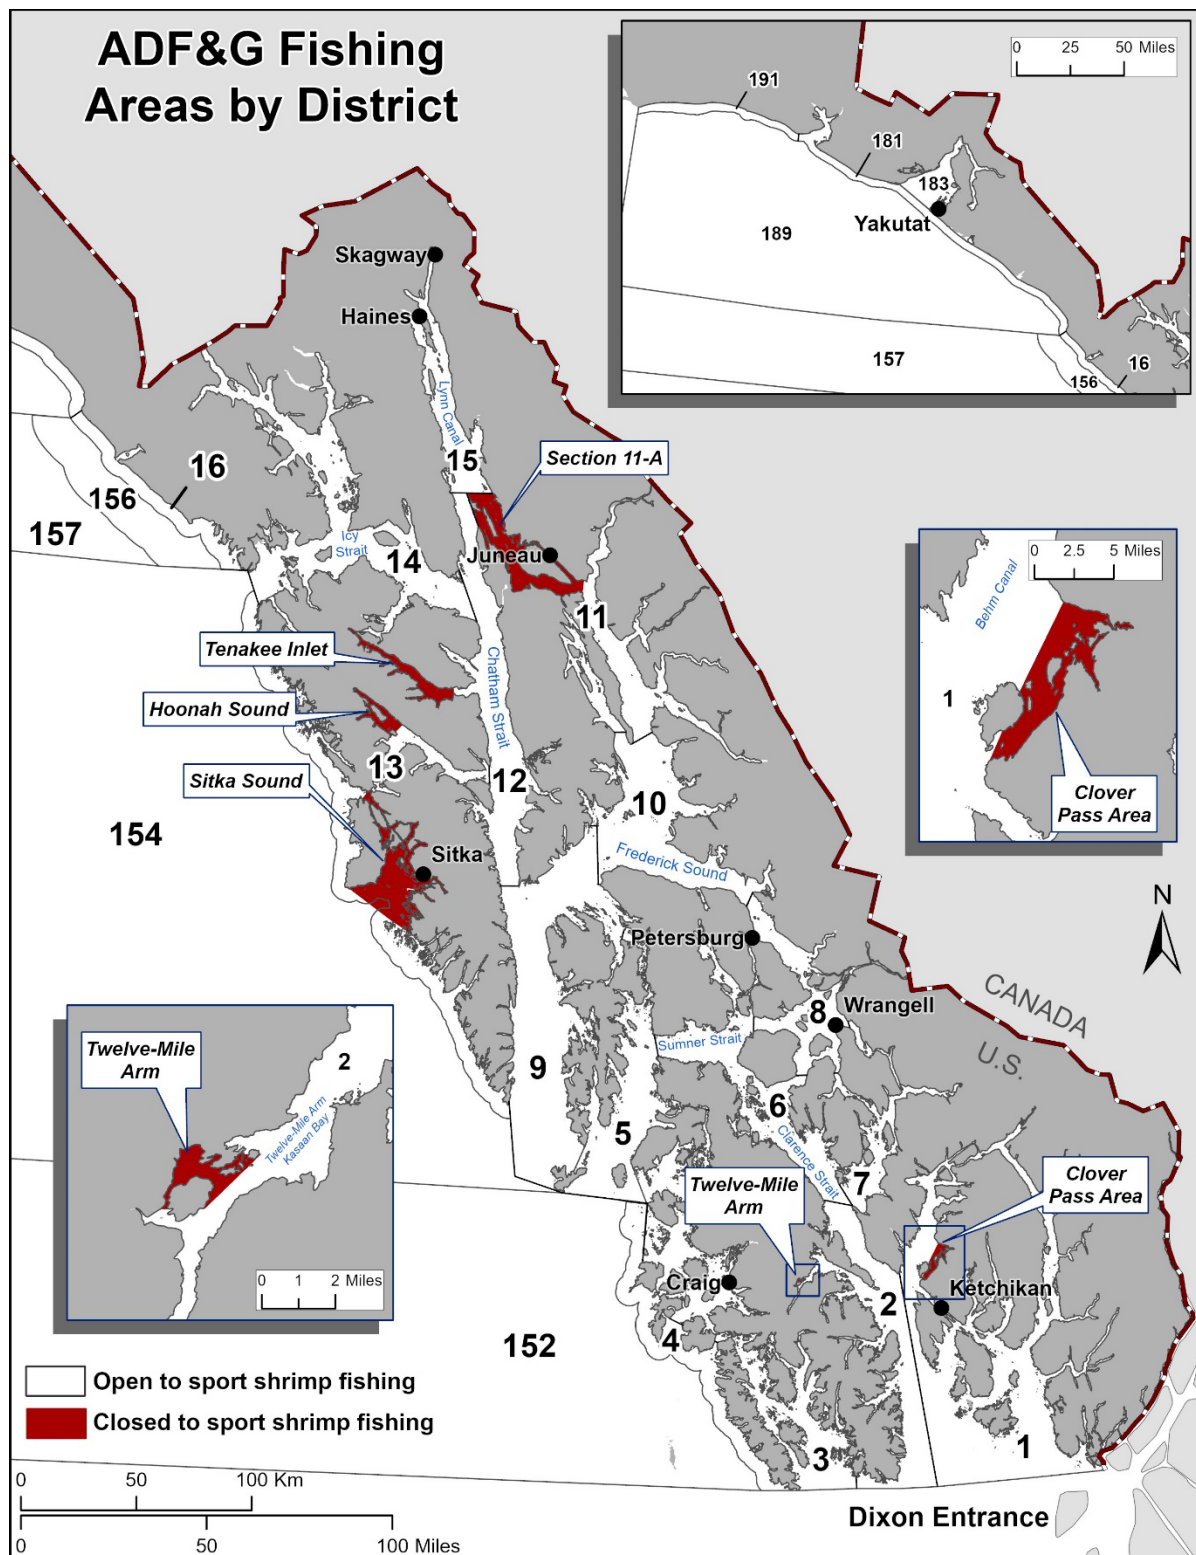 ADF&G Fishing
Areas by District
0 25 50 Miles
191
181
183
Yakutat
189
157
156
16
Skagway
Haines
Lynn Canal
15
Section 11-A
16
156
157
Icy
Strait
14
Juneau
11
Tenakee Inlet
Hoonah Sound
Chatham Strait
Sitka Sound
13
12
10
154
Sitka
Frederick Sound
Petersburg
0 2.5 5 Miles
Behm Canal
1
Clover
Pass Area
N
CANADA
U.S.
8
Wrangell
Sumner Strait
9
6
5
Clarence Strait
7
Twelve-Mile
Arm
2
Twelve-Mile Arm
Kasaan Bay
0 1 2 Miles
Twelve-Mile
Arm
Clover
Pass Area
Craig
2
Ketchikan
4
152
3
1
Open to sport shrimp fishing
Closed to sport shrimp fishing
0 50 100 Km
0 50 100 Miles
Dixon Entrance